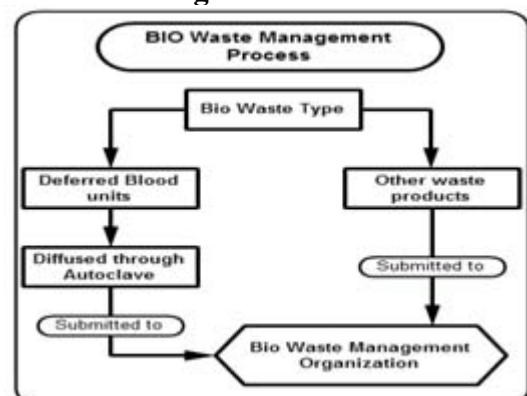 BIO Waste Management
Process
Bio Waste Type
Deferred Blood
units
Other waste
products
Diffused through
Autoclave
Submitted to
Submitted to
Bio Waste Management
Organization